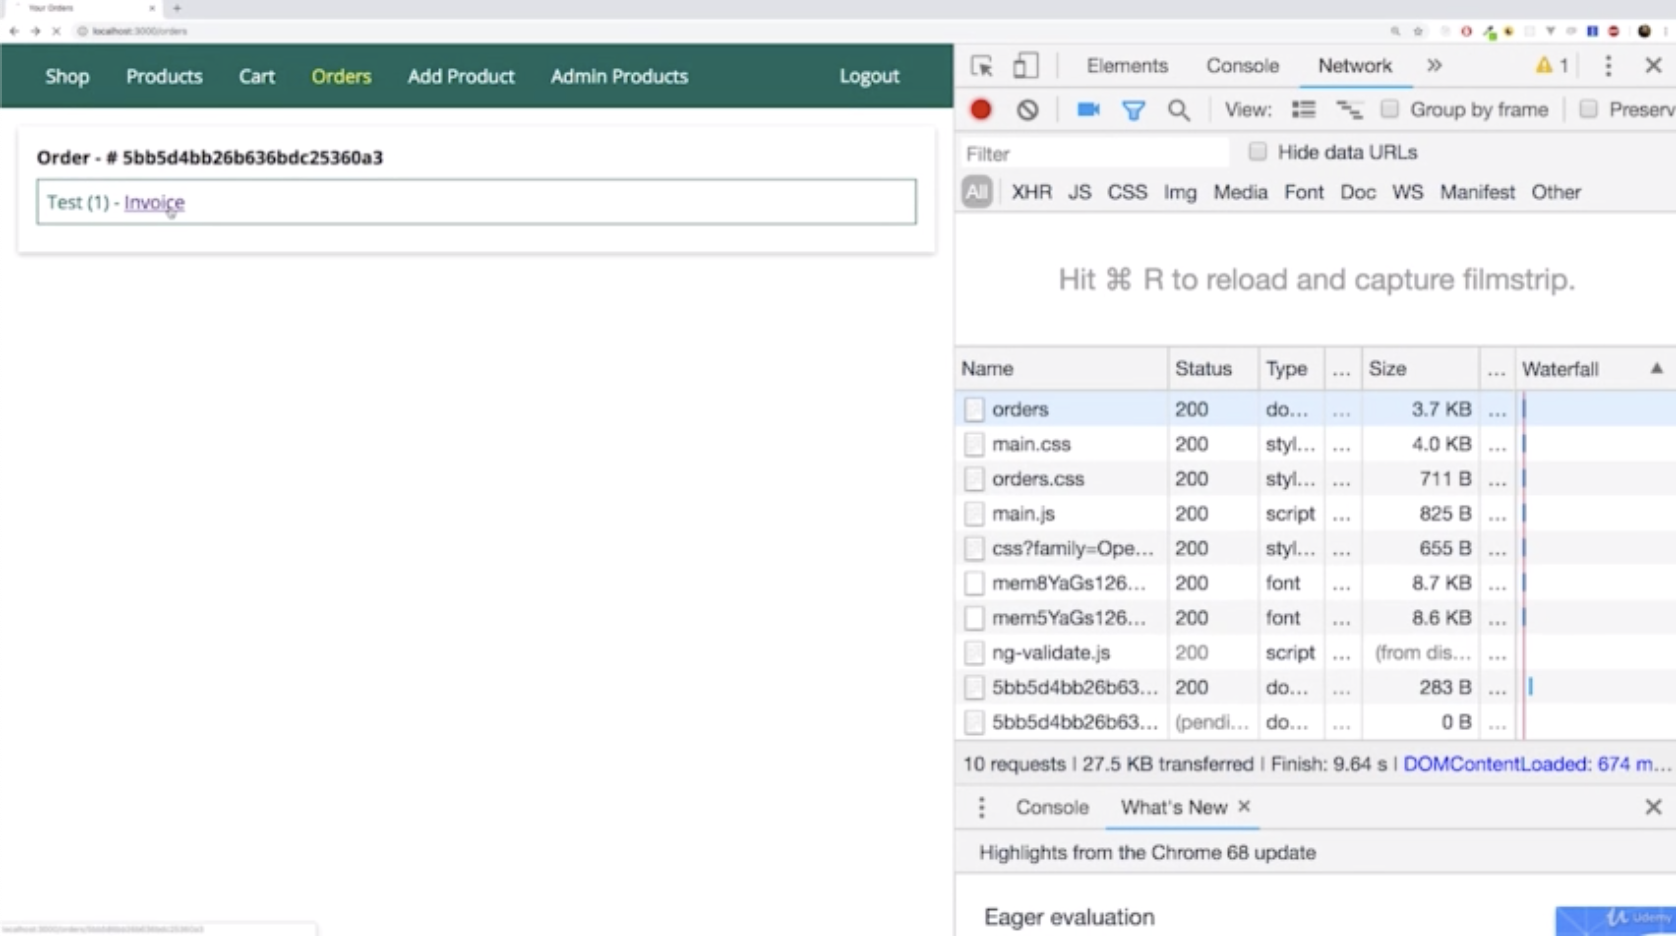 Your Orders
localhost:3000/orders
Shop Products Cart Orders Add Product Admin Products Logout
Order - # 5bb5d4bb26b636bdc25360a3
Test (1) - Invoice
Elements Console Network 1
View: Group by frame Preserv
Filter Hide data URLs
All XHR JS CSS Img Media Font Doc WS Manifest Other
Hit ⌘ R to reload and capture filmstrip.
Name Status Type ... Size ... Waterfall
orders 200 do... ... 3.7 KB ...
main.css 200 styl... ... 4.0 KB ...
orders.css 200 styl... ... 711 B ...
main.js 200 script ... 825 B ...
css?family=Ope... 200 styl... ... 655 B ...
mem8YaGs126... 200 font ... 8.7 KB ...
mem5YaGs126... 200 font ... 8.6 KB ...
ng-validate.js 200 script ... (from dis... ...
5bb5d4bb26b63... 200 do... ... 283 B ...
5bb5d4bb26b63... (pendi... do... ... 0 B ...
10 requests | 27.5 KB transferred | Finish: 9.64 s | DOMContentLoaded: 674 m...
Console What's New
Highlights from the Chrome 68 update
Eager evaluation
Udemy